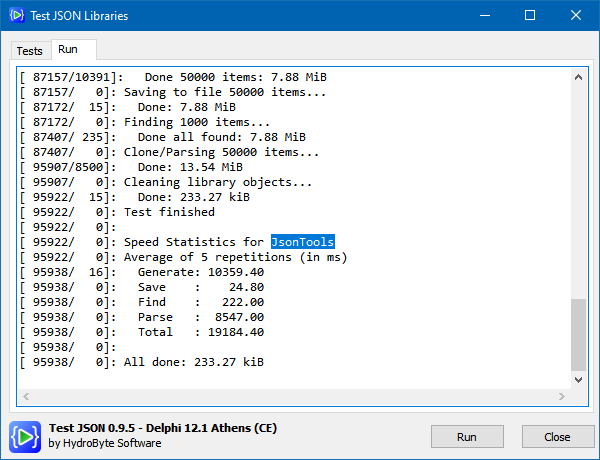 Test JSON Libraries
Tests Run
[ 87157/10391]:   Done 50000 items: 7.88 MiB
[ 87157/   0]: Saving to file 50000 items...
[ 87172/  15]:   Done: 7.88 MiB
[ 87172/   0]: Finding 1000 items...
[ 87407/ 235]:   Done all found: 7.88 MiB
[ 87407/   0]: Clone/Parsing 50000 items...
[ 95907/8500]:   Done: 13.54 MiB
[ 95907/   0]: Cleaning library objects...
[ 95922/  15]:   Done: 233.27 kiB
[ 95922/   0]: Test finished
[ 95922/   0]:
[ 95922/   0]: Speed Statistics for JsonTools
[ 95922/   0]: Average of 5 repetitions (in ms)
[ 95938/  16]:   Generate: 10359.40
[ 95938/   0]:   Save    :    24.80
[ 95938/   0]:   Find    :   222.00
[ 95938/   0]:   Parse   :  8547.00
[ 95938/   0]:   Total   : 19184.40
[ 95938/   0]:
[ 95938/   0]: All done: 233.27 kiB
Test JSON 0.9.5 - Delphi 12.1 Athens (CE)
by HydroByte Software
Run
Close